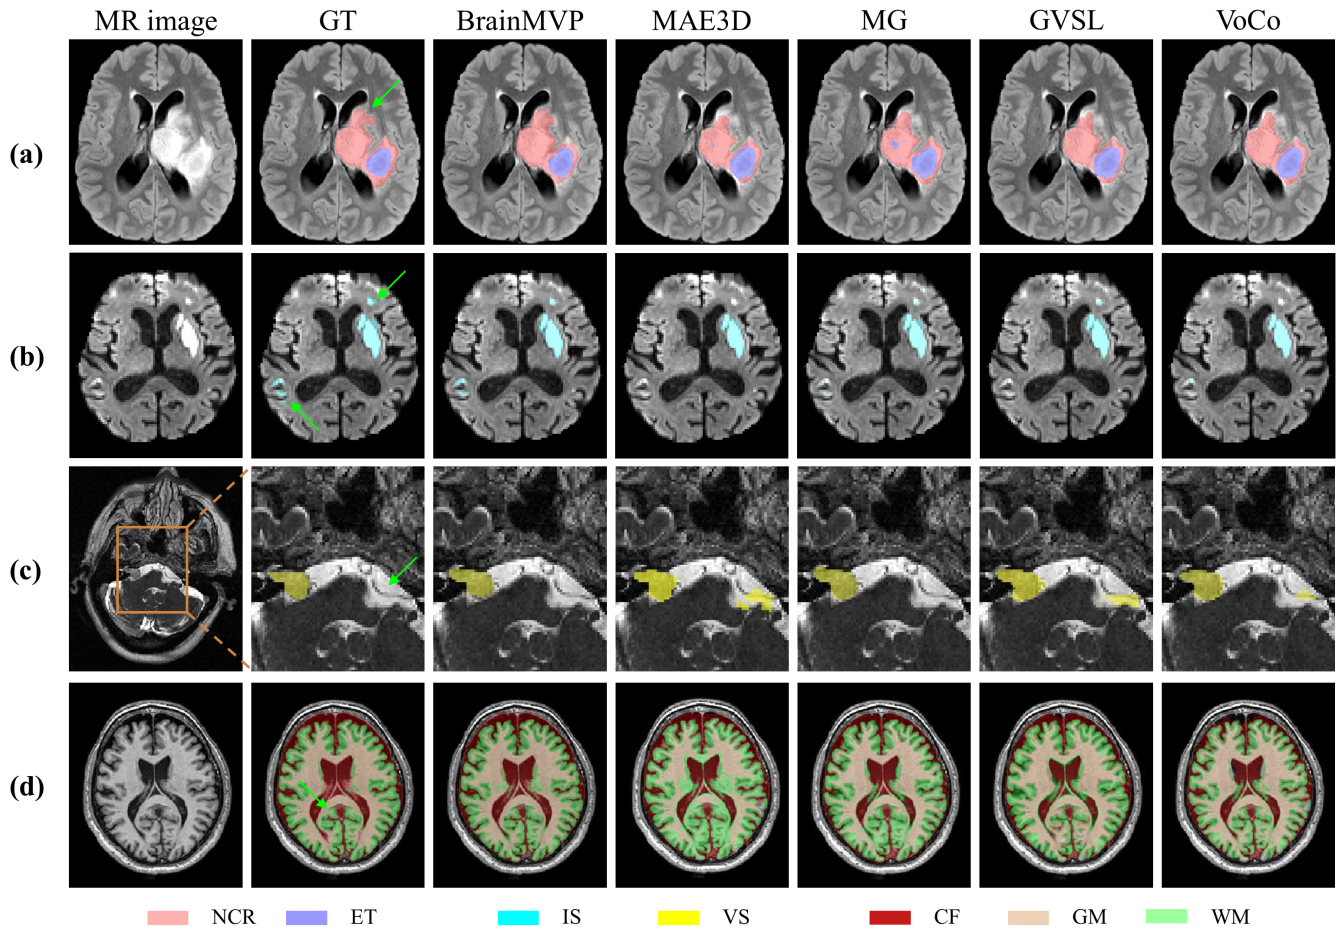 MR image GT BrainMVP MAE3D MG GVSL VoCo
(a)
(b)
(c)
(d)
NCR ET IS VS CF GM WM